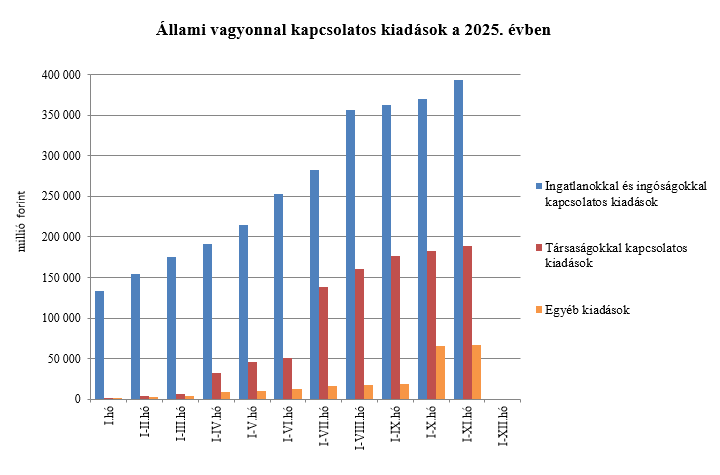 Állami vagyonnal kapcsolatos kiadások a 2025. évben
400 000
350 000
300 000
250 000
200 000
150 000
100 000
50 000
0
millió forint
I.hó
I-II.hó
I-III.hó
I-IV.hó
I-V.hó
I-VI.hó
I-VII.hó
I-VIII.hó
I-IX.hó
I-X.hó
I-XI.hó
I-XII.hó
Ingatlanokkal és ingóságokkal
kapcsolatos kiadások
Társaságokkal kapcsolatos
kiadások
Egyéb kiadások